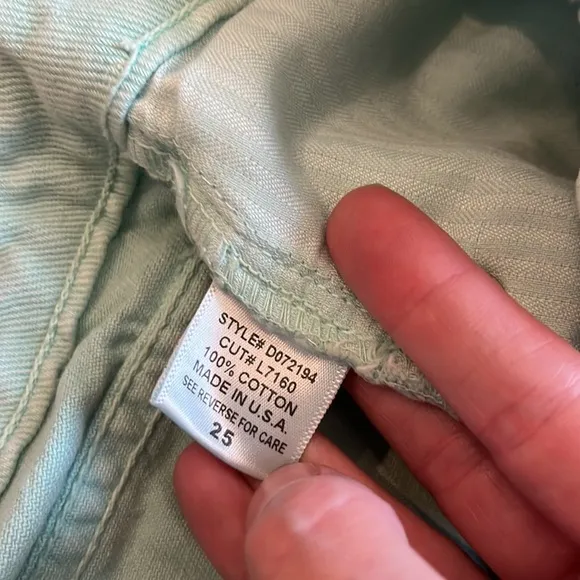 STYLE# D072194
CUT# L7160
100% COTTON
MADE IN U.S.A.
SEE REVERSE FOR CARE
25